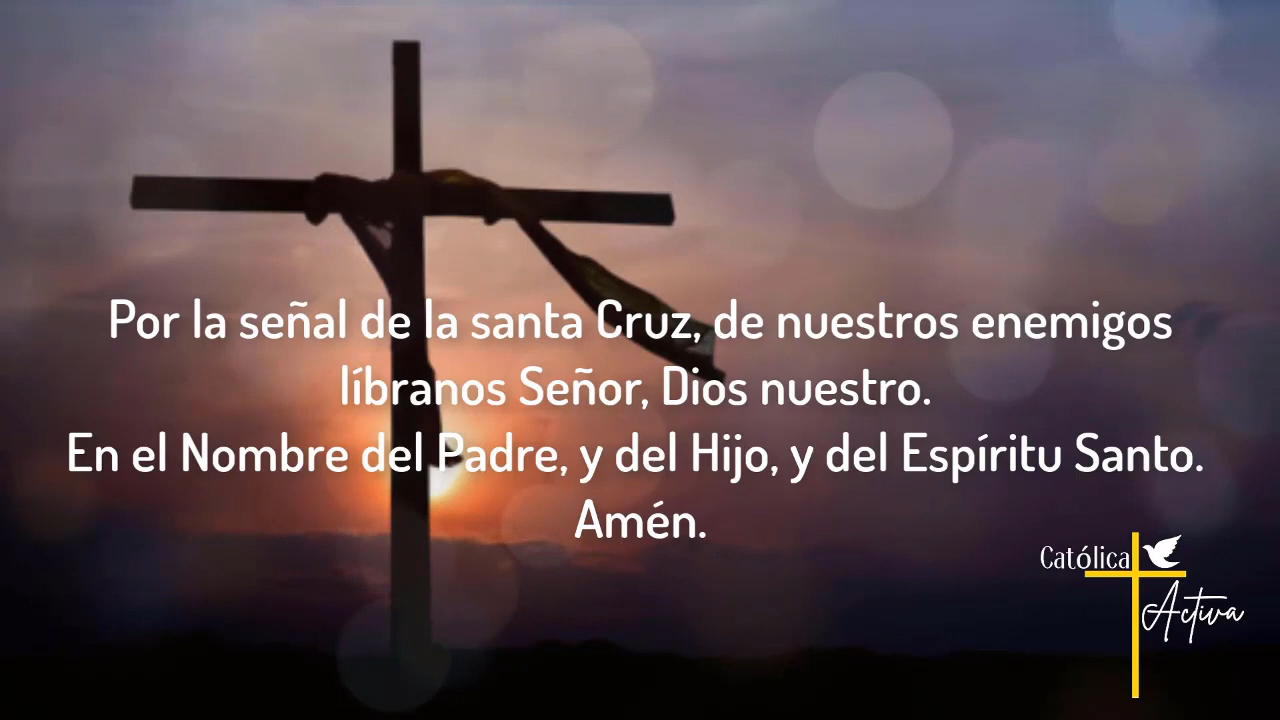 Por la señal de la santa Cruz, de nuestros enemigos
líbranos Señor, Dios nuestro.
En el Nombre del Padre, y del Hijo, y del Espíritu Santo.
Amén.
Católica
Activa